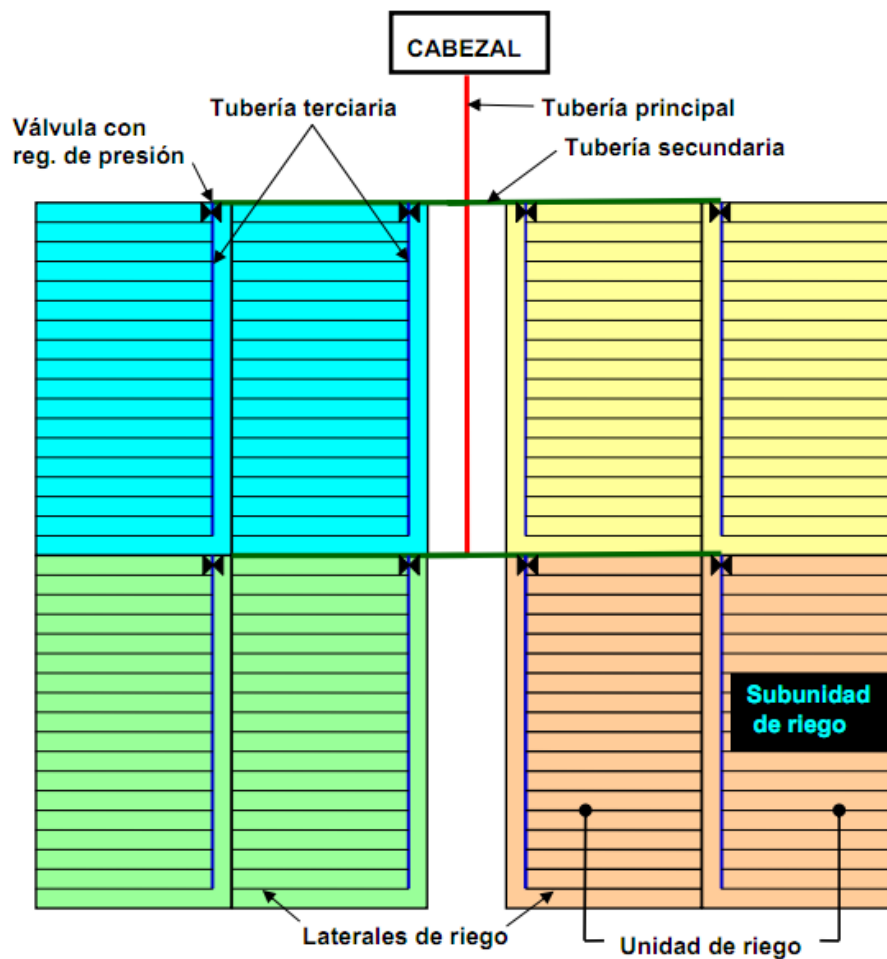 CABEZAL
Tubería terciaria
Tubería principal
Válvula con
reg. de presión
Tubería secundaria
Subunidad
de riego
Laterales de riego
Unidad de riego